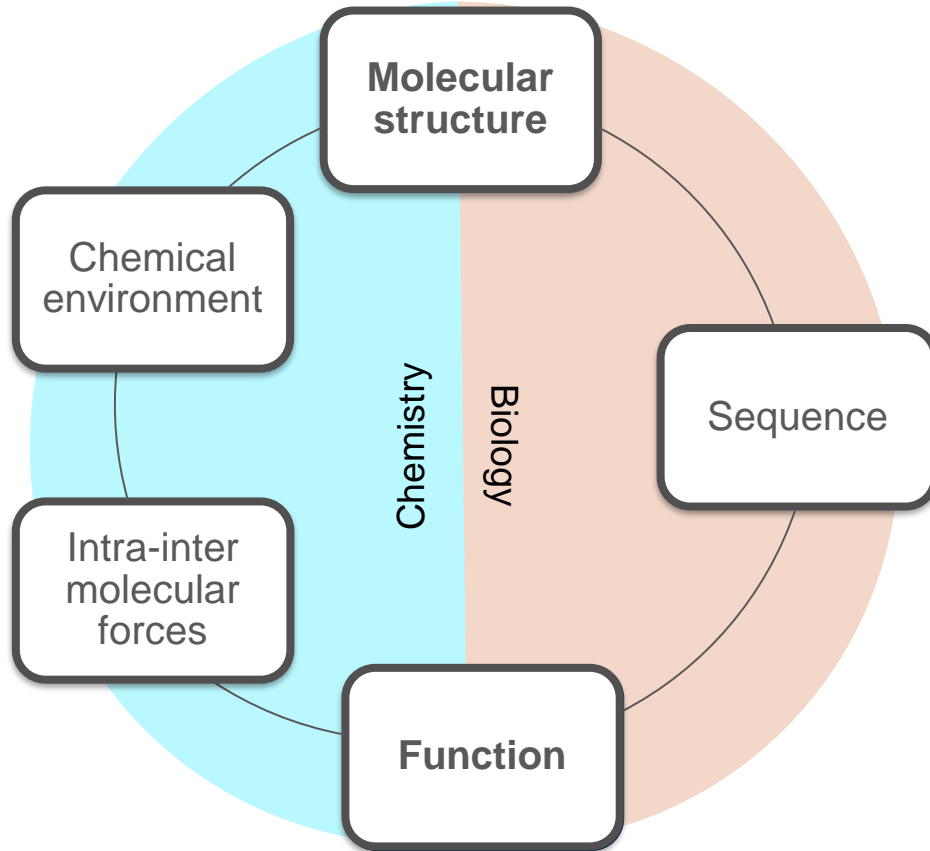 Molecular
structure
Chemical
environment
Chemistry
Biology
Sequence
Intra-inter
molecular
forces
Function